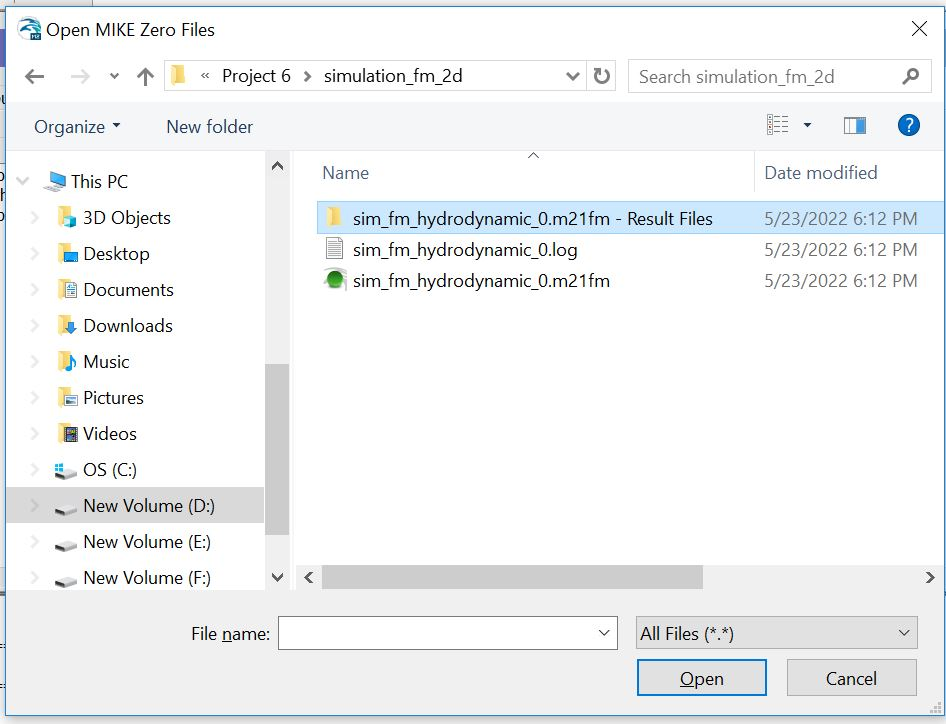 Open MIKE Zero Files
« Project 6 > simulation_fm_2d
Search simulation_fm_2d
Organize
New folder
?
This PC
3D Objects
Desktop
Documents
Downloads
Music
Pictures
Videos
OS (C:)
New Volume (D:)
New Volume (E:)
New Volume (F:)
Name Date modified
sim_fm_hydrodynamic_0.m21fm - Result Files 5/23/2022 6:12 PM
sim_fm_hydrodynamic_0.log 5/23/2022 6:12 PM
sim_fm_hydrodynamic_0.m21fm 5/23/2022 6:12 PM
File name:
All Files (*.*)
Open
Cancel